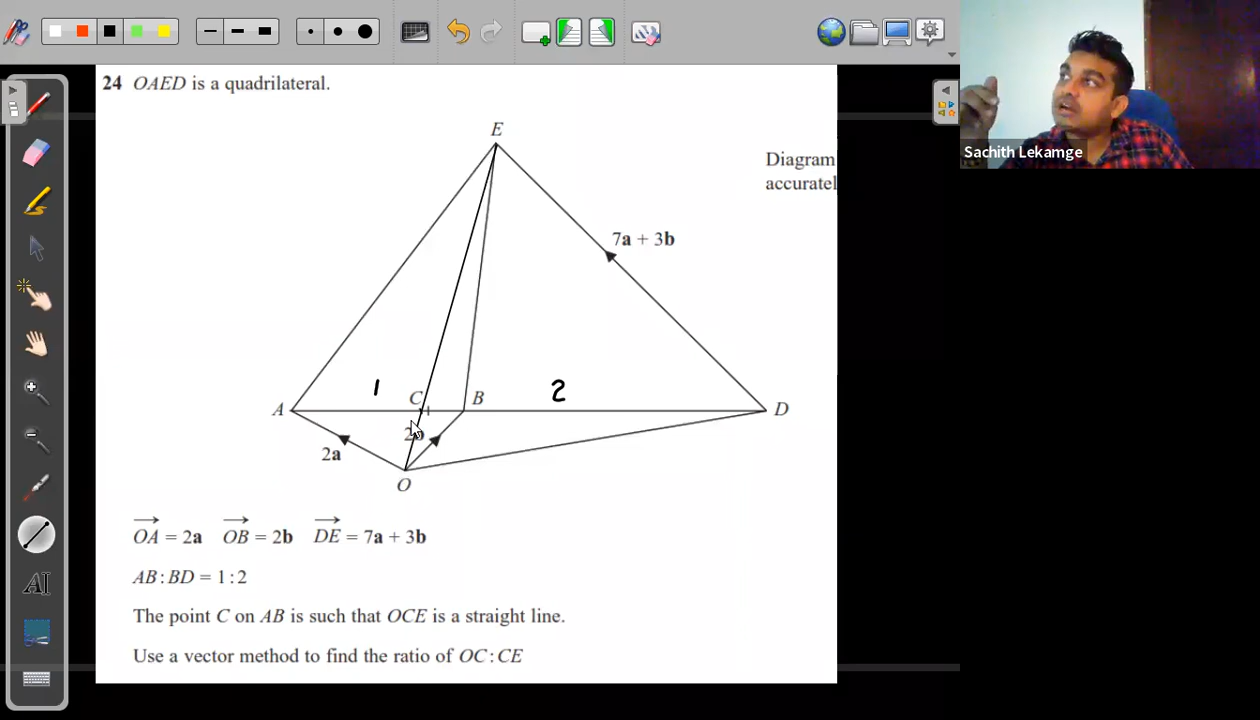 24 OAED is a quadrilateral.
E
Diagram
accuratel
Sachith Lekamge
7a + 3b
1
2
A
C
B
D
2a
O
OA = 2a OB = 2b DE = 7a + 3b
AB : BD = 1 : 2
The point C on AB is such that OCE is a straight line.
Use a vector method to find the ratio of OC : CE
AI